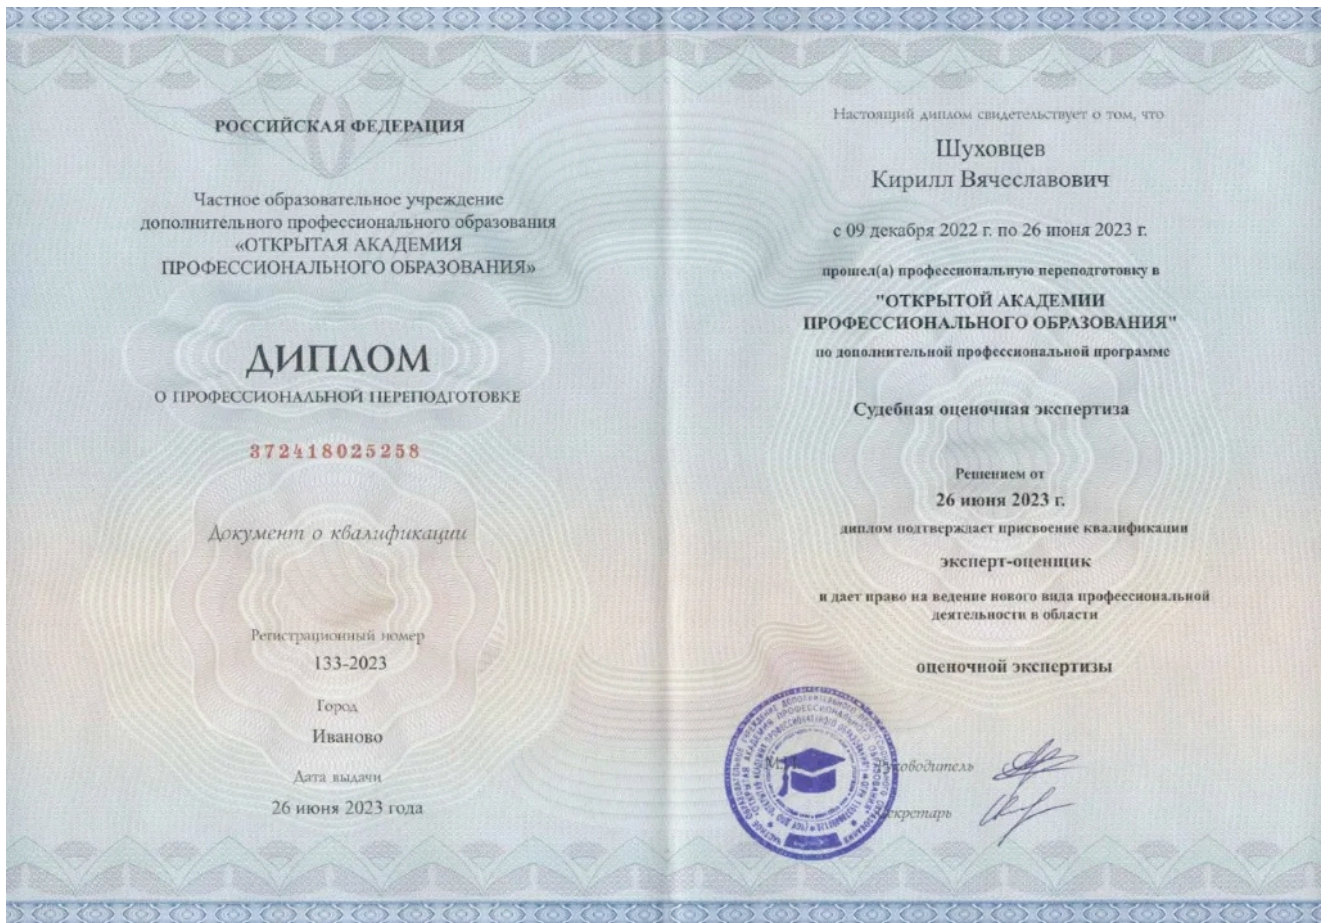 РОССИЙСКАЯ ФЕДЕРАЦИЯ
Частное образовательное учреждение
дополнительного профессионального образования
«ОТКРЫТАЯ АКАДЕМИЯ
ПРОФЕССИОНАЛЬНОГО ОБРАЗОВАНИЯ»
ДИПЛОМ
О ПРОФЕССИОНАЛЬНОЙ ПЕРЕПОДГОТОВКЕ
372418025258
Документ о квалификации
Регистрационный номер
133-2023
Город
Иваново
Дата выдачи
26 июня 2023 года
Настоящий диплом свидетельствует о том, что
Шуховцев
Кирилл Вячеславович
с 09 декабря 2022 г. по 26 июня 2023 г.
прошел(а) профессиональную переподготовку в
"ОТКРЫТОЙ АКАДЕМИИ
ПРОФЕССИОНАЛЬНОГО ОБРАЗОВАНИЯ"
по дополнительной профессиональной программе
Судебная оценочная экспертиза
Решением от
26 июня 2023 г.
диплом подтверждает присвоение квалификации
эксперт-оценщик
и дает право на ведение нового вида профессиональной
деятельности в области
оценочной экспертизы
М.П.
Руководитель
Секретарь